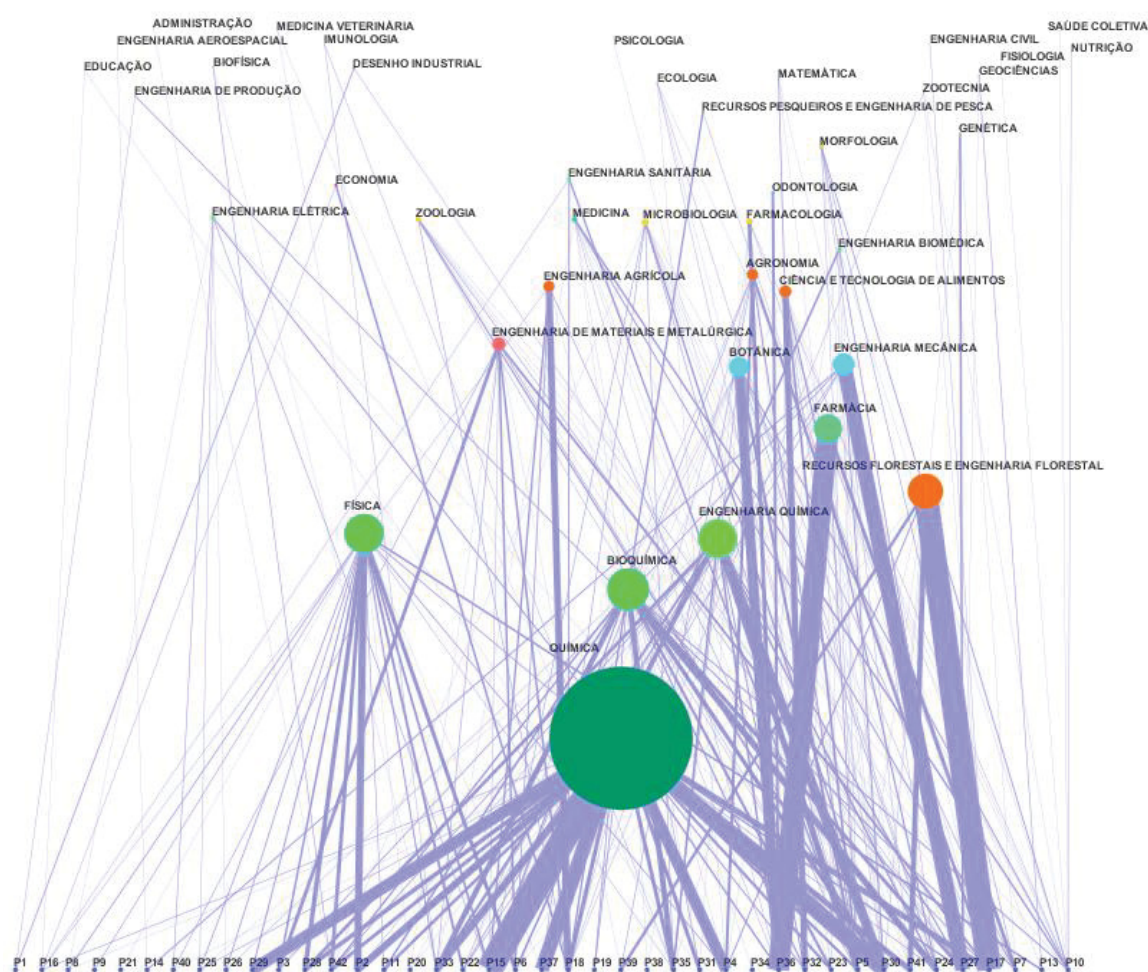 ADMINISTRAÇÃO
MEDICINA VETERINÁRIA
SAÚDE COLETIVA
ENGENHARIA AEROESPACIAL
IMUNOLOGIA
PSICOLOGIA
ENGENHARIA CIVIL
NUTRIÇÃO
EDUCAÇÃO
BIOFÍSICA
DESENHO INDUSTRIAL
FISIOLOGIA
GEOCIÊNCIAS
ECOLOGIA
MATEMÁTICA
ENGENHARIA DE PRODUÇÃO
ZOOTECNIA
RECURSOS PESQUEIROS E ENGENHARIA DE PESCA
GENÉTICA
MORFOLOGIA
ECONOMIA
ENGENHARIA SANITÁRIA
ODONTOLOGIA
ENGENHARIA ELÉTRICA
ZOOLOGIA
MEDICINA
MICROBIOLOGIA
FARMACOLOGIA
ENGENHARIA BIOMÉDICA
ENGENHARIA AGRÍCOLA
AGRONOMIA
CIÊNCIA E TECNOLOGIA DE ALIMENTOS
ENGENHARIA DE MATERIAIS E METALÚRGICA
BOTÂNICA
ENGENHARIA MECÂNICA
FARMÁCIA
RECURSOS FLORESTAIS E ENGENHARIA FLORESTAL
FÍSICA
ENGENHARIA QUÍMICA
BIOQUÍMICA
QUÍMICA
P1 P16 P8 P9 P21 P14 P40 P25 P26 P29 P3 P28 P42 P2 P11 P20 P33 P22 P15 P6 P37 P18 P19 P39 P38 P35 P31 P4 P34 P36 P32 P23 P5 P30 P41 P24 P27 P17 P7 P13 P10